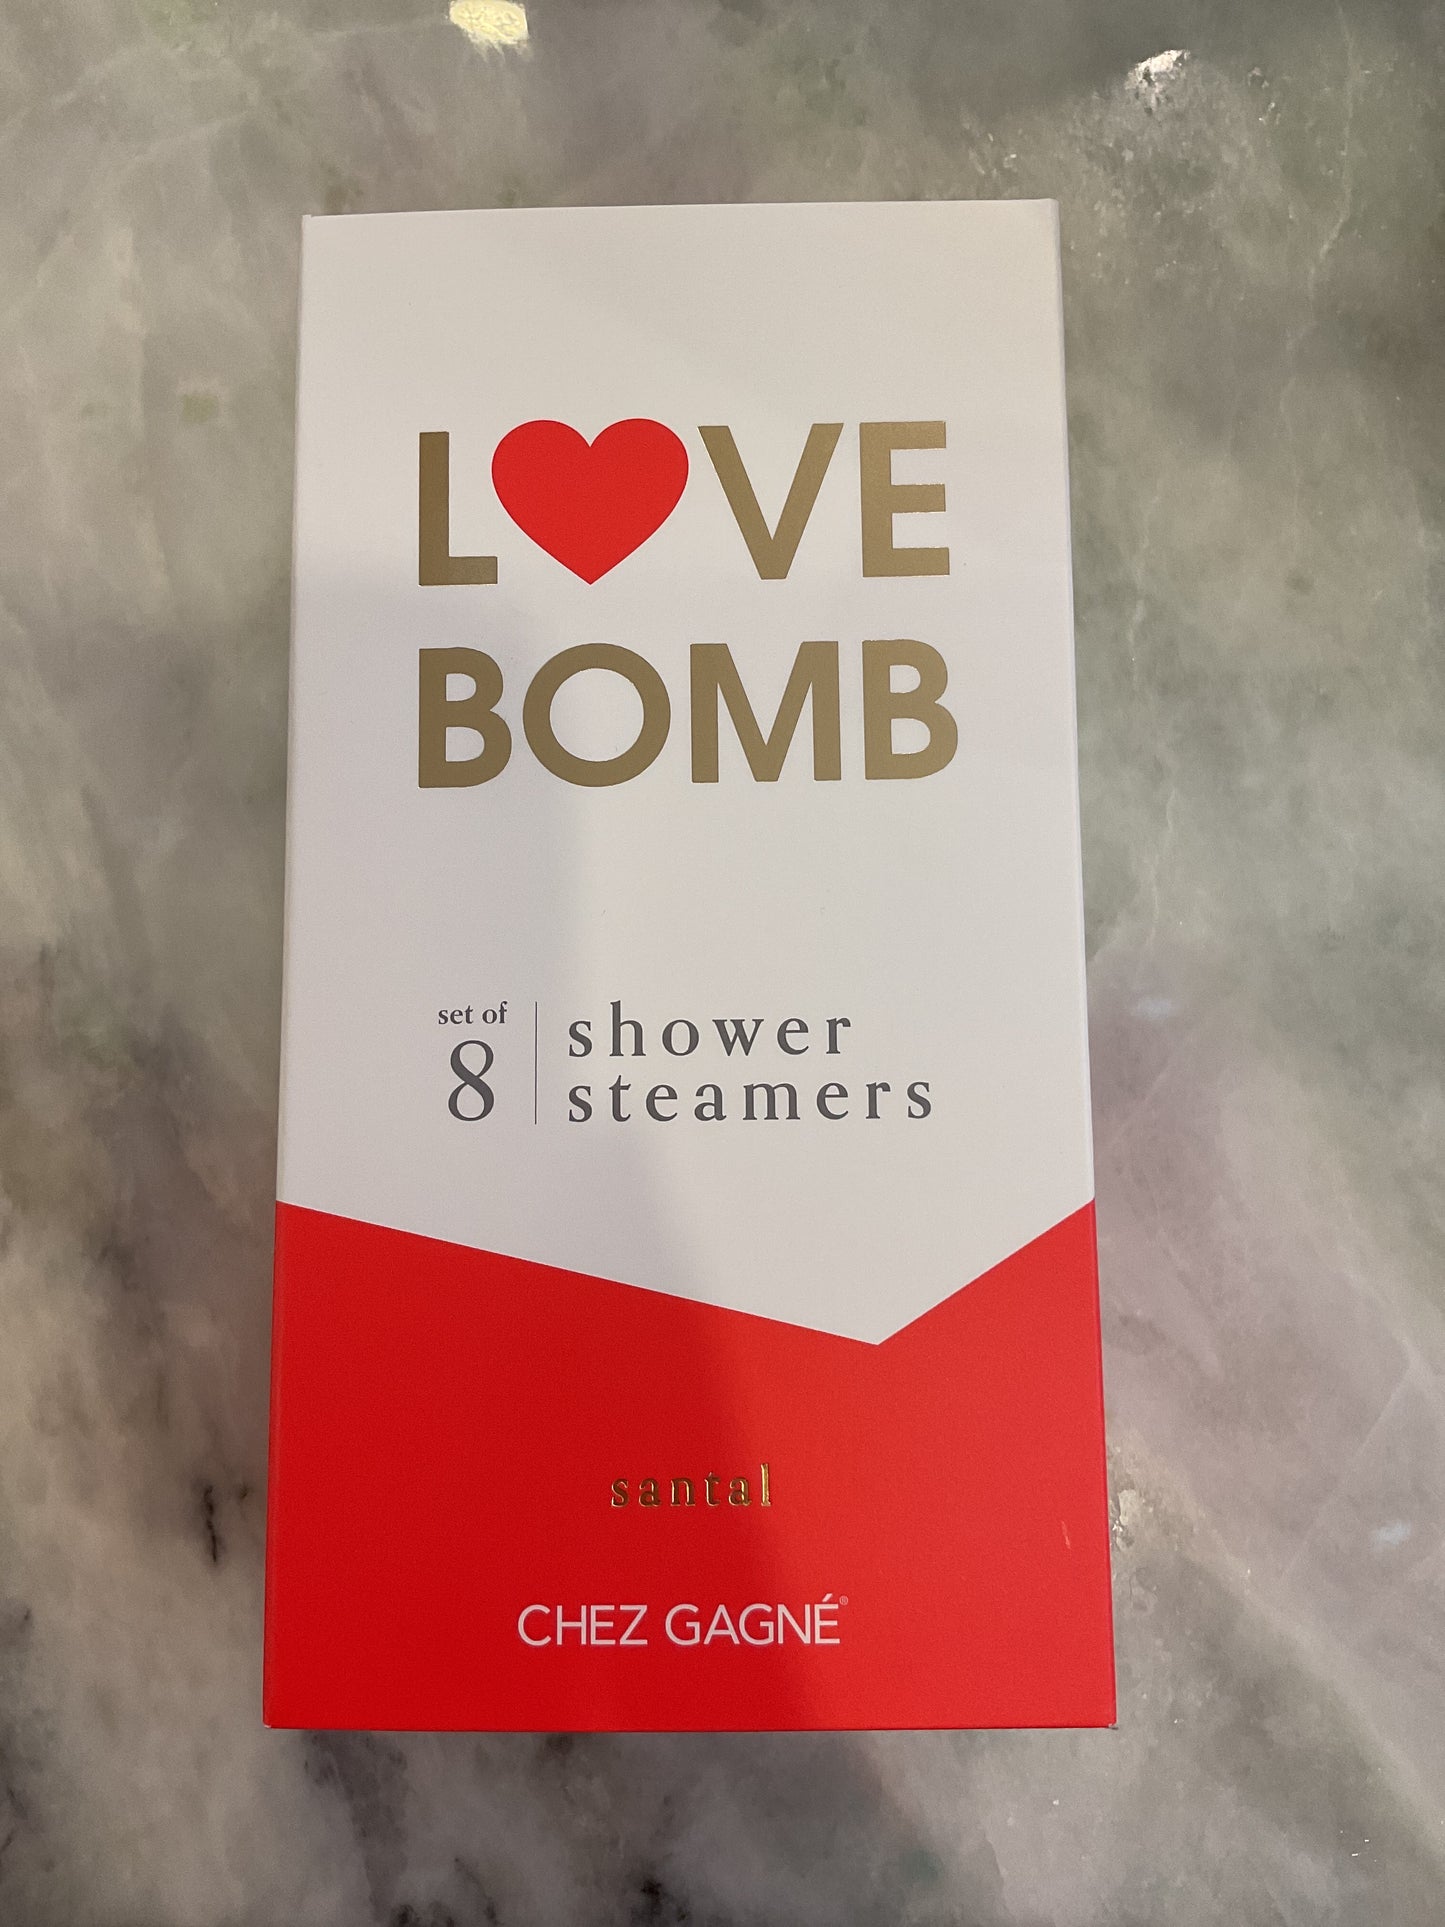 L❤VE
BOMB
set of
8
shower
steamers
santal
CHEZ GAGNÉ®